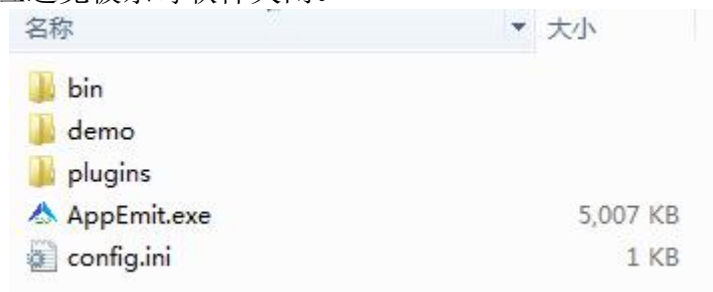 名称 大小
bin
demo
plugins
AppEmit.exe 5,007 KB
config.ini 1 KB